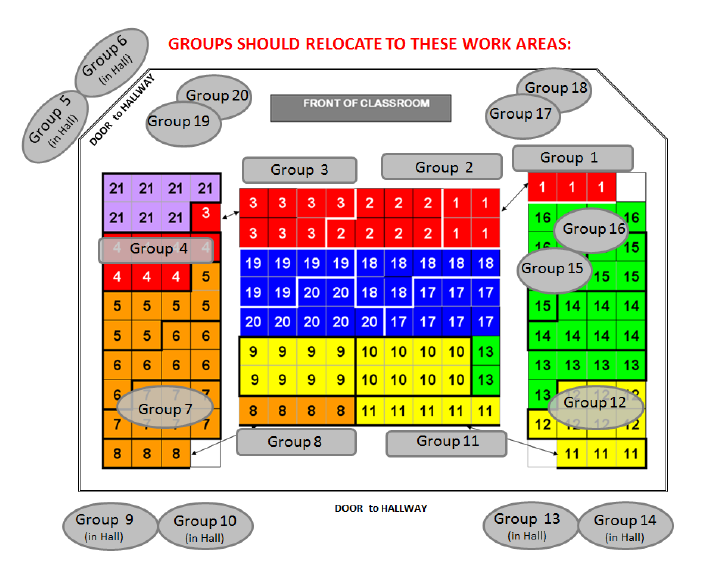 GROUPS SHOULD RELOCATE TO THESE WORK AREAS:
Group 6
(in Hall)
Group 5
(in Hall)
DOOR to HALLWAY
Group 20
Group 19
FRONT OF CLASSROOM
Group 18
Group 17
21 21 21 21
21 21 21 3
4 4
Group 4
4 4 4 5
5 5 5 5
5 5 6 6
6 6 6 6
6 7
Group 7
7 7
8 8 8
Group 3
Group 2
3 3 3 3 2 2 2 1 1
3 3 3 2 2 2 2 1 1
19 19 19 19 18 18 18 18 18
19 19 20 20 18 18 17 17 17
20 20 20 20 20 17 17 17 17
9 9 9 9 10 10 10 10 13
9 9 9 9 10 10 10 10 13
8 8 8 8 11 11 11 11 11
Group 8
Group 11
Group 1
1 1 1
16 16
Group 16
16
Group 15
15 15
15 14 14 14
14 14 14 14
13 13 13 13
13 12
Group 12
12 12 12
11 11 11
DOOR to HALLWAY
Group 9
(in Hall)
Group 10
(in Hall)
Group 13
(in Hall)
Group 14
(in Hall)